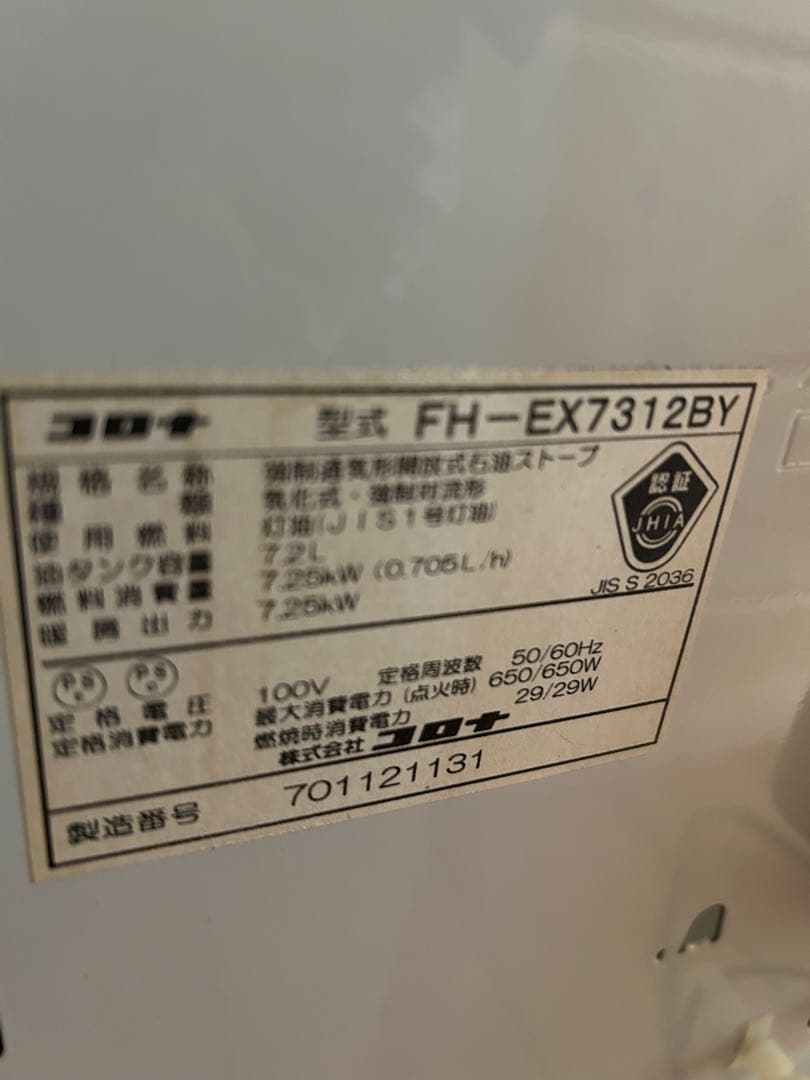 コロナ 型式 FH-EX7312BY
規格名称 強制通気形開放式石油ストーブ
種類 気化式・強制対流形
使用燃料 灯油(JIS1号灯油)
油タンク容量 7.2L
燃料消費量 7.25kW (0.705L/h)
暖房出力 7.25kW
認証
JHIA
JIS S 2036
PS PS
定格電圧 100V 定格周波数 50/60Hz
定格消費電力 最大消費電力(点火時) 650/650W
燃焼時消費電力 29/29W
株式会社コロナ
製造番号 701121131